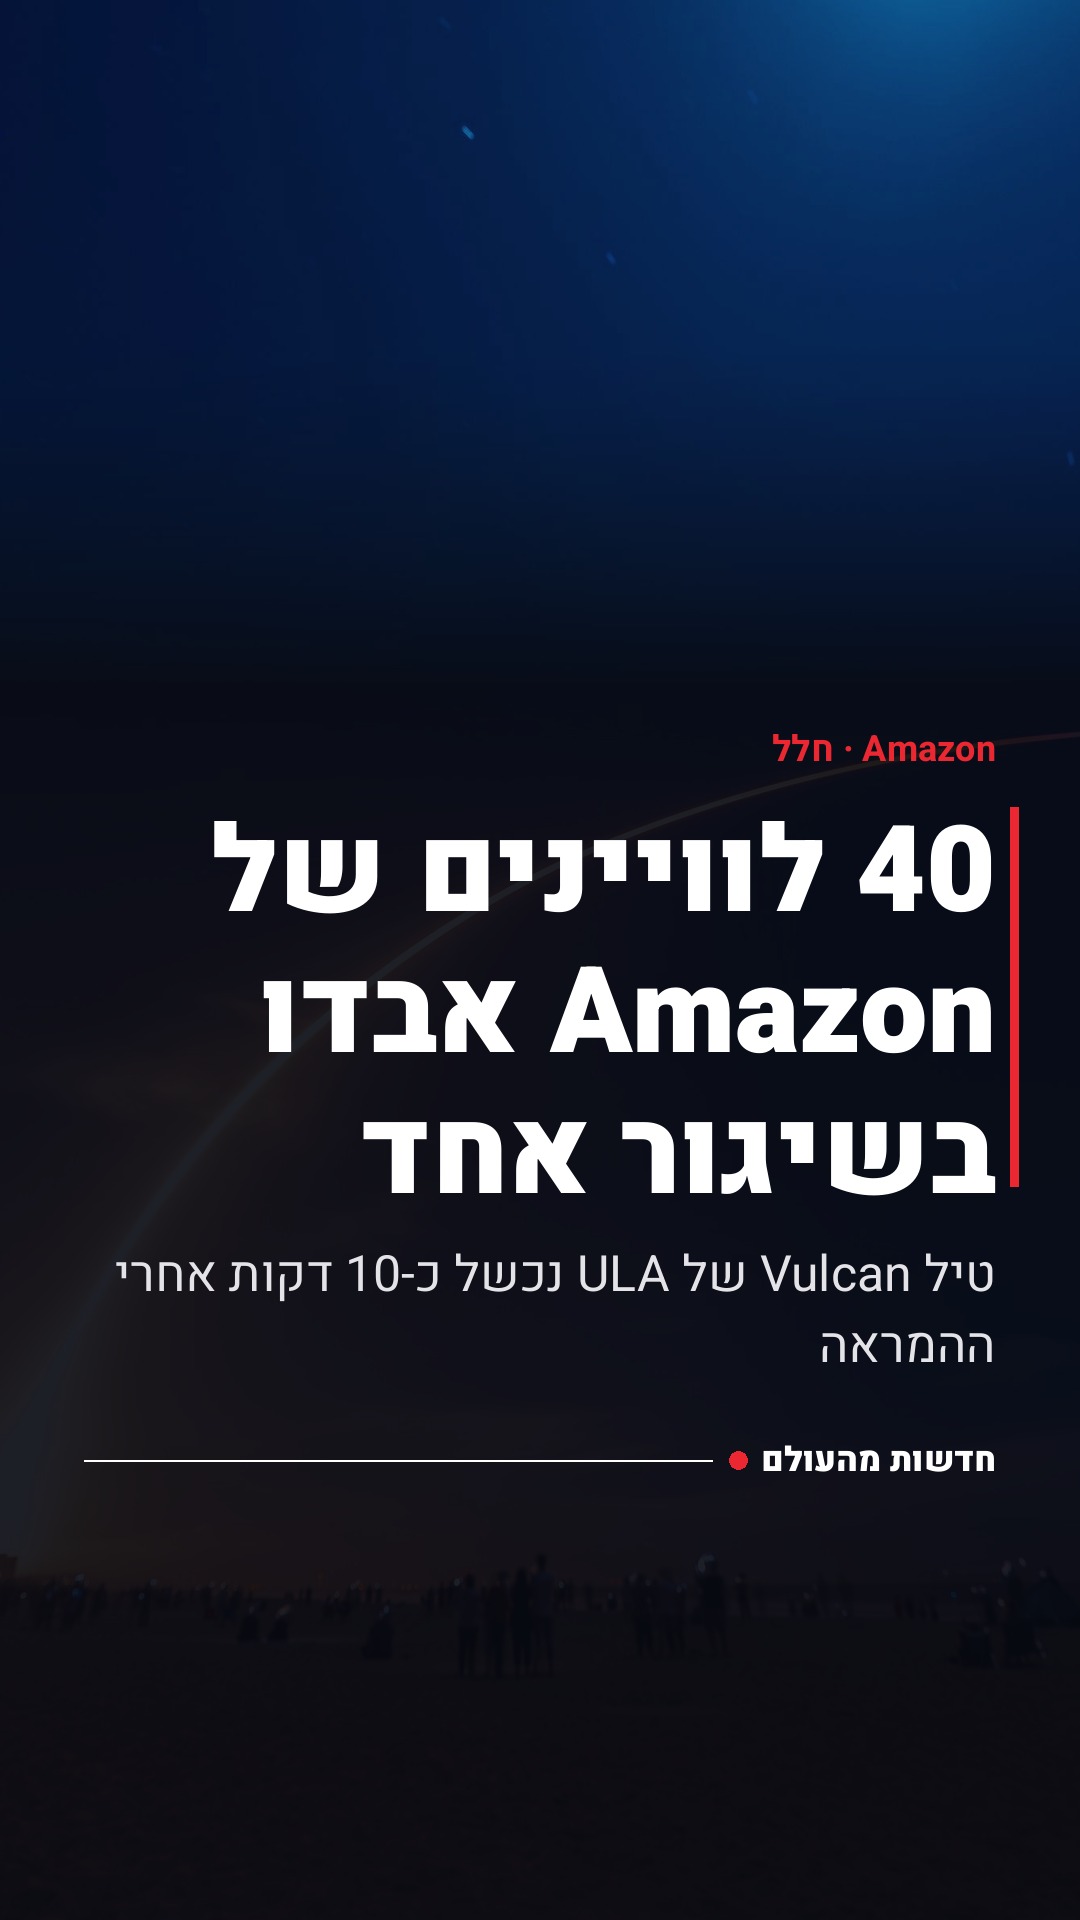 Amazon · חלל
40 לוויינים של
Amazon אבדו
בשיגור אחד
טיל Vulcan של ULA נכשל כ-10 דקות אחרי
ההמראה
חדשות מהעולם